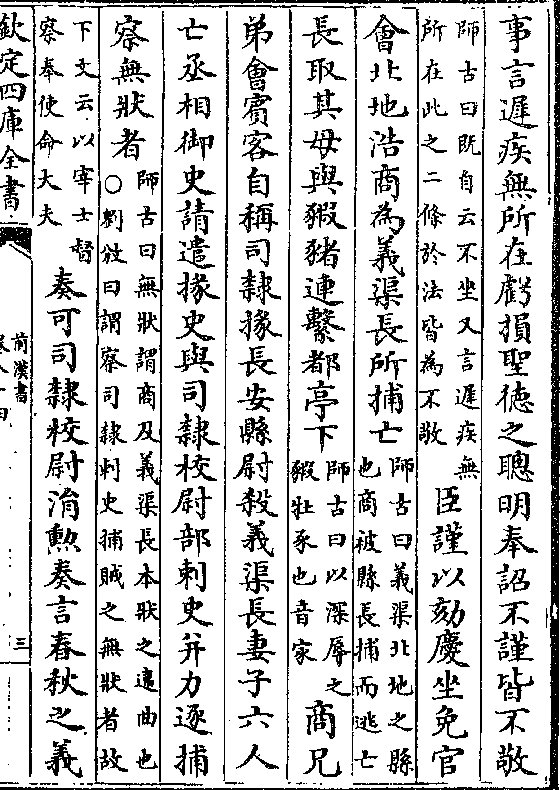 事言遲疾無所在虧損聖德之聰明奉詔不謹皆不敬
師古曰既自云不坐又言遲疾無
所在此之二條於法皆為不敬
臣謹以劾慶坐免官
會北地浩商為義渠長所捕亡
師古曰義渠北地之縣
也商被縣長捕而逃亡
長取其母與豭豬連繫都亭下
師古曰以深辱之
豭牡豕也音家
商兄
弟會賓客自稱司隷掾長安縣尉殺義渠長妻子六人
亡丞相御史請遣掾史與司隷校尉部刺史并力逐捕
察無狀者
師古曰無狀謂商及義渠長本狀之違曲也
○劉攽曰謂察司隷刺史捕賊之無狀者故
下文云以宰士督
察奉使命大夫
奏可司隷校尉涓勲奏言春秋之義
欽定四庫全書
前漢書
三